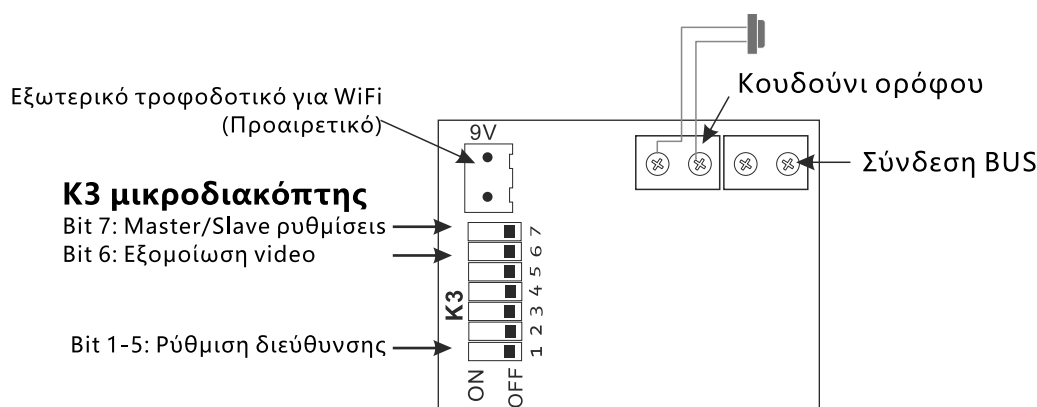 Κουδούνι ορόφου
Εξωτερικό τροφοδοτικό για WiFi
(Προαιρετικό)
9V
Σύνδεση BUS
K3 μικροδιακόπτης
Bit 7: Master/Slave ρυθμίσεις
Bit 6: Εξομοίωση video
Bit 1-5: Ρύθμιση διεύθυνσης
K3
7
6
5
4
3
2
1
ON
OFF